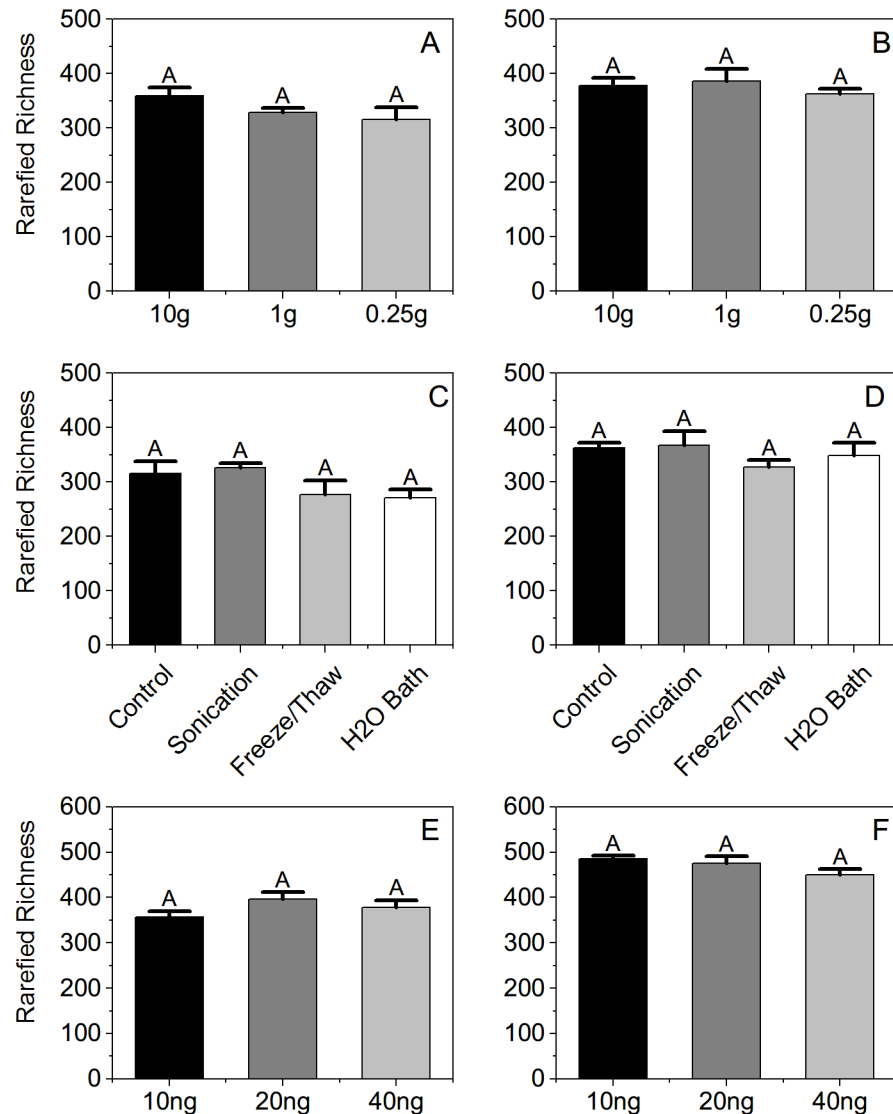 500
400
300
200
100
0
Rarefied Richness
A
A
A
A
10g
1g
0.25g
500
400
300
200
100
0
B
A
A
A
10g
1g
0.25g
500
400
300
200
100
0
Rarefied Richness
C
A
A
A
A
Control
Sonication
Freeze/Thaw
H2O Bath
500
400
300
200
100
0
D
A
A
A
A
Control
Sonication
Freeze/Thaw
H2O Bath
600
500
400
300
200
100
0
Rarefied Richness
E
A
A
A
10ng
20ng
40ng
600
500
400
300
200
100
0
F
A
A
A
10ng
20ng
40ng